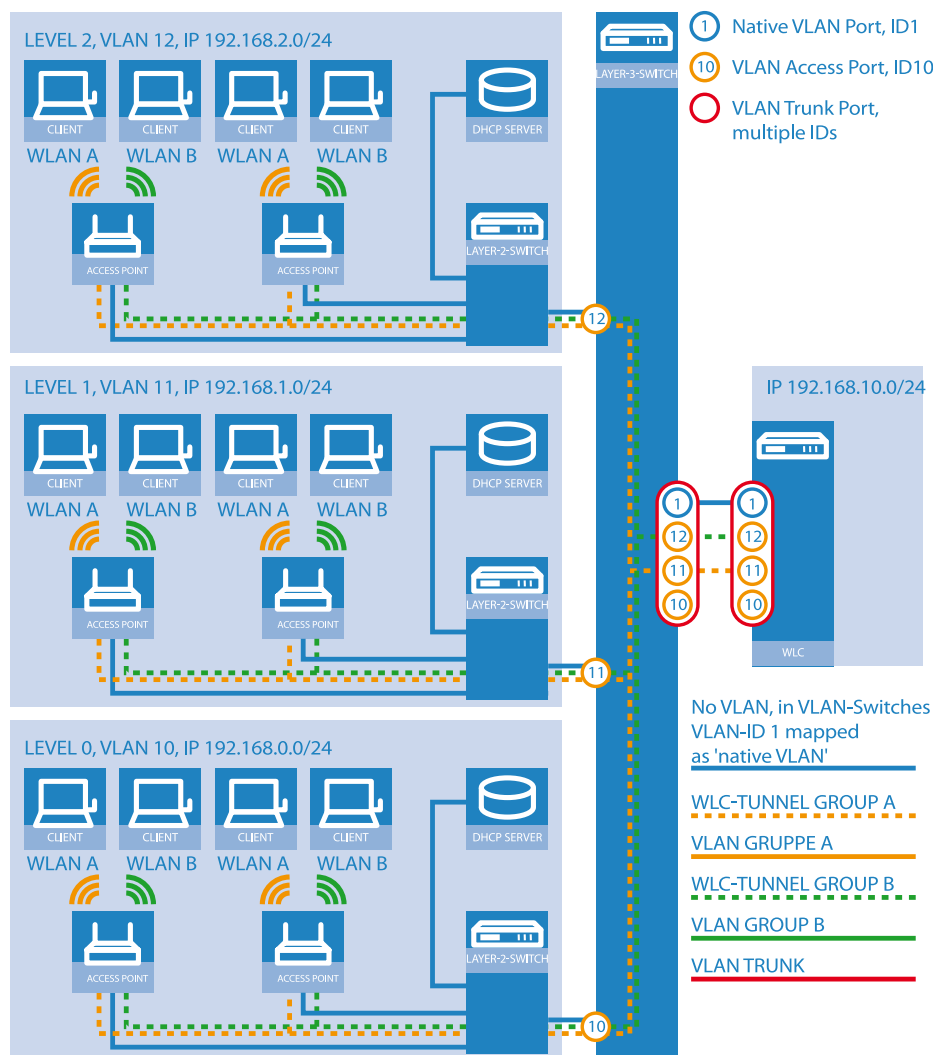 LEVEL 2, VLAN 12, IP 192.168.2.0/24
CLIENT CLIENT CLIENT CLIENT
DHCP SERVER
WLAN A WLAN B WLAN A WLAN B
LAYER-2-SWITCH
ACCESS POINT ACCESS POINT
12
LEVEL 1, VLAN 11, IP 192.168.1.0/24
CLIENT CLIENT CLIENT CLIENT
DHCP SERVER
WLAN A WLAN B WLAN A WLAN B
LAYER-2-SWITCH
ACCESS POINT ACCESS POINT
11
LEVEL 0, VLAN 10, IP 192.168.0.0/24
CLIENT CLIENT CLIENT CLIENT
DHCP SERVER
WLAN A WLAN B WLAN A WLAN B
LAYER-2-SWITCH
ACCESS POINT ACCESS POINT
10
LAYER-3-SWITCH
1 Native VLAN Port, ID1
10 VLAN Access Port, ID10
VLAN Trunk Port,
multiple IDs
IP 192.168.10.0/24
1 1
12 12
11 11
10 10
WLC
No VLAN, in VLAN-Switches
VLAN-ID 1 mapped
as 'native VLAN'
WLC-TUNNEL GROUP A
VLAN GRUPPE A
WLC-TUNNEL GROUP B
VLAN GROUP B
VLAN TRUNK